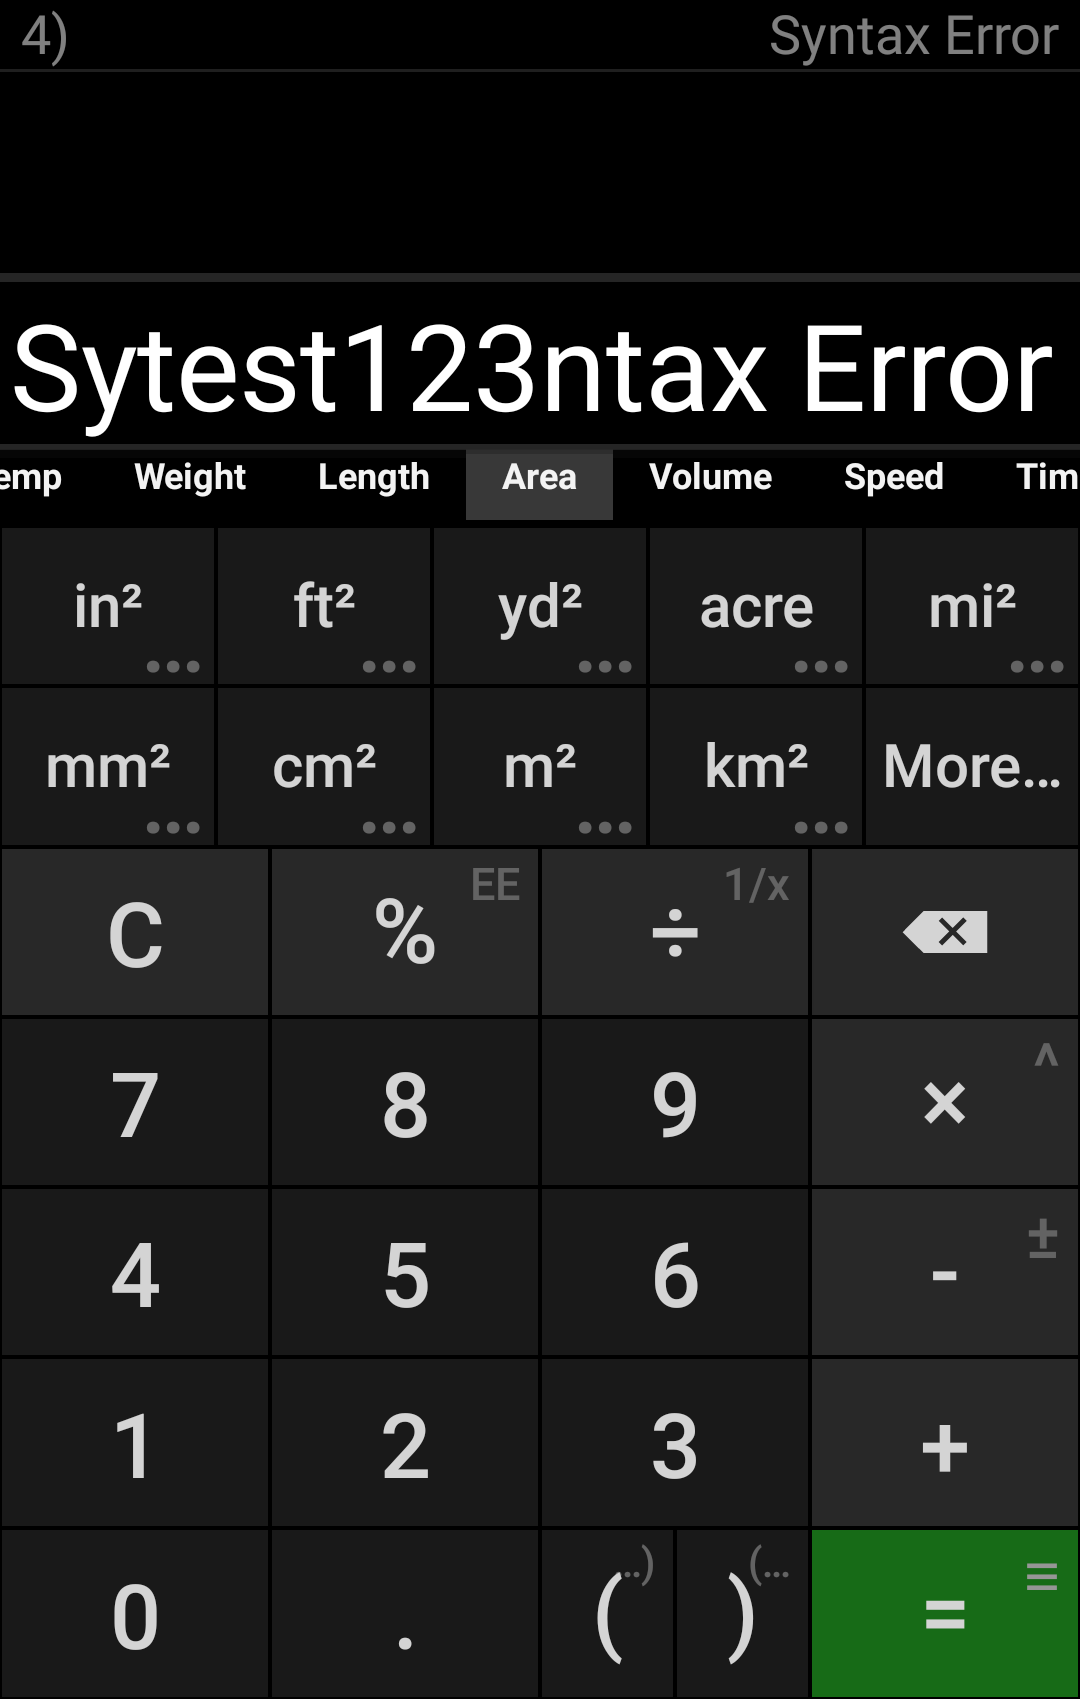 4) Syntax Error
Sytest123ntax Error
emp Weight Length Area Volume Speed Tim
in² ft² yd² acre mi²
... ... ... ... ...
mm² cm² m² km² More...
... ... ... ...
C % EE ÷ 1/x
7 8 9 × ^
4 5 6 - ±
1 2 3 +
0 . ( ..) ) (... =